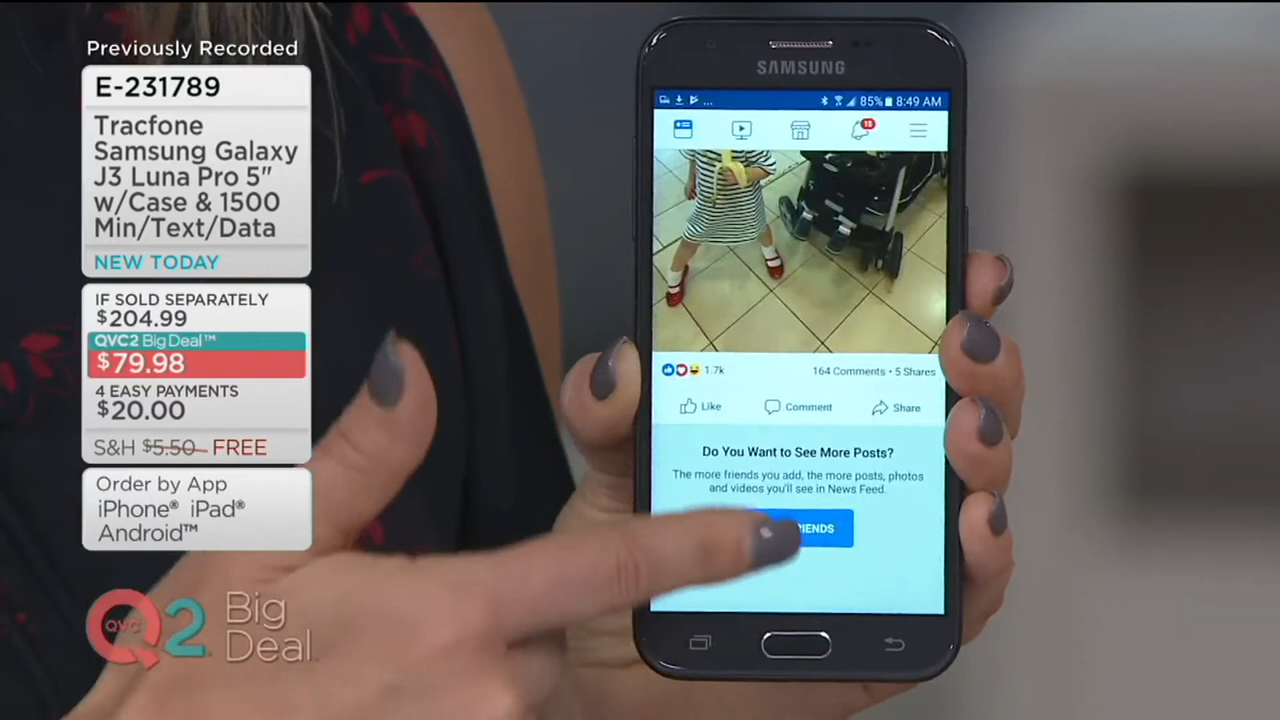 Previously Recorded
E-231789
Tracfone
Samsung Galaxy
J3 Luna Pro 5"
w/Case & 1500
Min/Text/Data
NEW TODAY
IF SOLD SEPARATELY
$204.99
QVC2 Big Deal™
$79.98
4 EASY PAYMENTS
$20.00
S&H $5.50 FREE
Order by App
iPhone® iPad®
Android™
QVC
Q2 Big
Deal
SAMSUNG
... 85% 8:49 AM
15
1.7k 164 Comments • 5 Shares
Like Comment Share
Do You Want to See More Posts?
The more friends you add, the more posts, photos
and videos you'll see in News Feed.